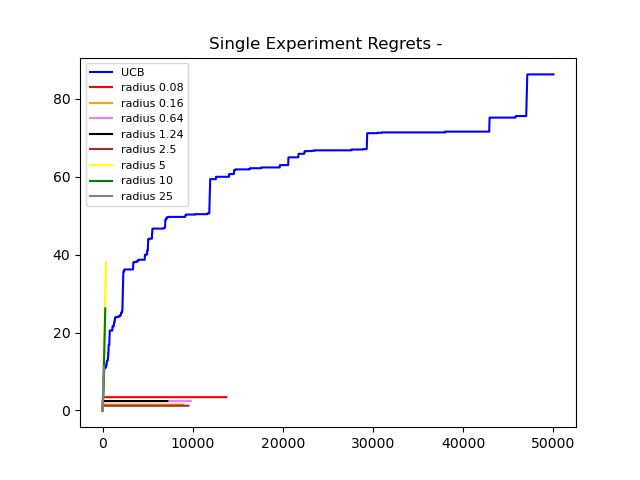 Single Experiment Regrets -
UCB
radius 0.08
radius 0.16
radius 0.64
radius 1.24
radius 2.5
radius 5
radius 10
radius 25
80
60
40
20
0
0 10000 20000 30000 40000 50000